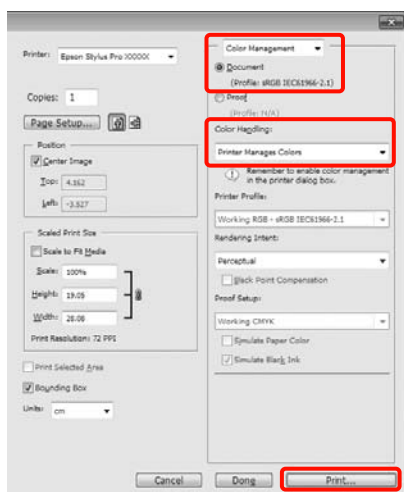 Printer: Epson Stylus Pro XXXXX
Copies: 1
Page Setup...
Position
Center Image
Top: 4.162
Left: -3.527
Scaled Print Size
Scale to Fit Media
Scale: 100%
Height: 19.05
Width: 28.08
Print Resolution: 72 PPI
Print Selected Area
Bounding Box
Units: cm
Color Management
Document
(Profile: sRGB IEC61966-2.1)
Proof
(Profile: N/A)
Color Handling:
Printer Manages Colors
Remember to enable color management
in the printer dialog box.
Printer Profile:
Working RGB - sRGB IEC61966-2.1
Rendering Intent:
Perceptual
Black Point Compensation
Proof Setup:
Working CMYK
Simulate Paper Color
Simulate Black Ink
Cancel
Done
Print...